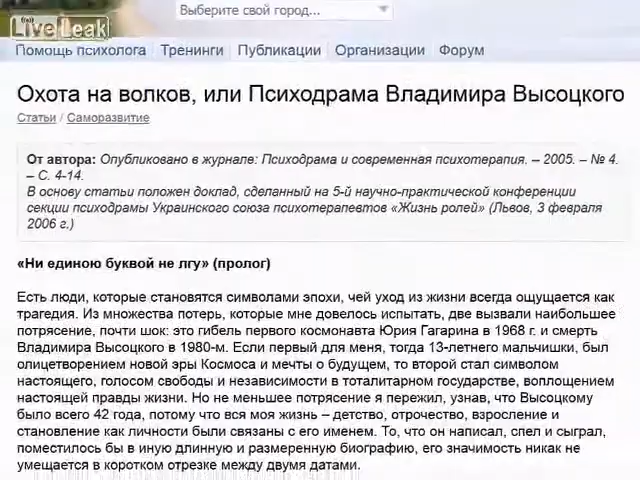 Выберите свой город...
LiveLeak
Помощь психолога Тренинги Публикации Организации Форум
Охота на волков, или Психодрама Владимира Высоцкого
Статьи / Саморазвитие
От автора: Опубликовано в журнале: Психодрама и современная психотерапия. – 2005. – № 4.
– С. 4-14.
В основу статьи положен доклад, сделанный на 5-й научно-практической конференции
секции психодрамы Украинского союза психотерапевтов «Жизнь ролей» (Львов, 3 февраля
2006 г.)
«Ни единою буквой не лгу» (пролог)
Есть люди, которые становятся символами эпохи, чей уход из жизни всегда ощущается как
трагедия. Из множества потерь, которые мне довелось испытать, две вызвали наибольшее
потрясение, почти шок: это гибель первого космонавта Юрия Гагарина в 1968 г. и смерть
Владимира Высоцкого в 1980-м. Если первый для меня, тогда 13-летнего мальчишки, был
олицетворением новой эры Космоса и мечты о будущем, то второй стал символом
настоящего, голосом свободы и независимости в тоталитарном государстве, воплощением
настоящей правды жизни. Но не меньшее потрясение я пережил, узнав, что Высоцкому
было всего 42 года, потому что вся моя жизнь – детство, отрочество, взросление и
становление как личности были связаны с его именем. То, что он написал, спел и сыграл,
поместилось бы в иную длинную и размеренную биографию, его значимость никак не
умещается в коротком отрезке между двумя датами.